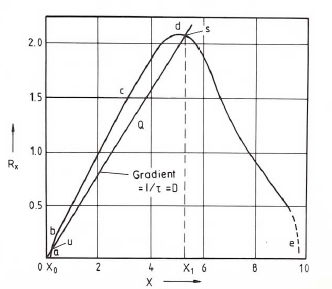 2.0
d
s
1.5
c
Q
R_x
1.0
Gradient
=1/τ =D
0.5
b
u
a
e
0 X_0 2 4 X_1 6 8 10
X